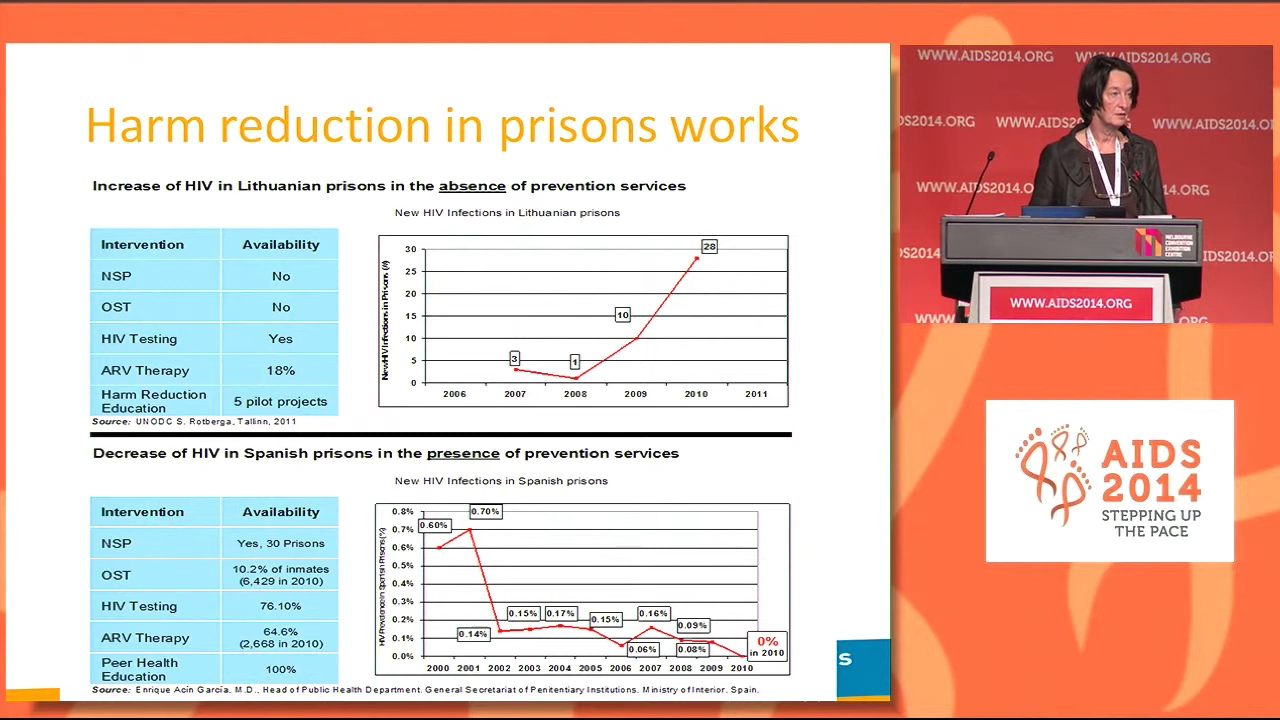 Harm reduction in prisons works
Increase of HIV in Lithuanian prisons in the absence of prevention services
New HIV Infections in Lithuanian prisons
Intervention Availability
NSP No
OST No
HIV Testing Yes
ARV Therapy 18%
Harm Reduction Education 5 pilot projects
New HIV Infections in Prisons (#)
30
25
20
15
10
5
0
3
1
10
28
2006 2007 2008 2009 2010 2011
Source: UNODC S. Rotberga, Tallinn, 2011
Decrease of HIV in Spanish prisons in the presence of prevention services
New HIV Infections in Spanish prisons
Intervention Availability
NSP Yes, 30 Prisons
OST 10.2% of inmates
(6,429 in 2010)
HIV Testing 76.10%
ARV Therapy 64.6%
(2,668 in 2010)
Peer Health Education 100%
HIV Prevalence in Spanish Prisons (%)
0.8%
0.7%
0.6%
0.5%
0.4%
0.3%
0.2%
0.1%
0.0%
0.60%
0.70%
0.14%
0.15%
0.17%
0.15%
0.06%
0.16%
0.09%
0.08%
0%
in 2010
2000 2001 2002 2003 2004 2005 2006 2007 2008 2009 2010
Source: Enrique Acín García, M.D., Head of Public Health Department. General Secretariat of Penitentiary Institutions. Ministry of Interior. Spain.
s
WWW.AIDS2014.ORG WWW.AIDS2014.ORG
DS2014.ORG WWW.AIDS2014.ORG WWW.AIDS2014.OR
WWW.AID 4.ORG
DS2014.ORG IDS2014.O
MELBOURNE
CONVENTION
EXHIBITION
CENTRE
WWW.AIDS2014.ORG
AIDS
2014
STEPPING UP
THE PACE